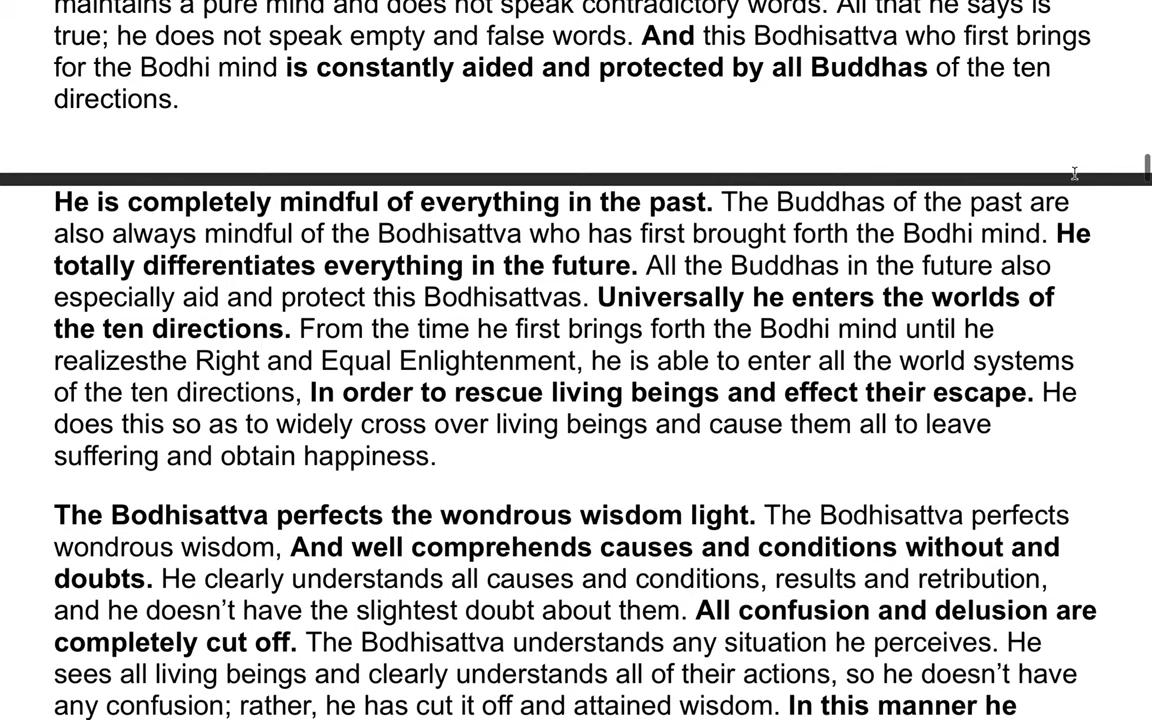 maintains a pure mind and does not speak contradictory words. All that he says is
true; he does not speak empty and false words. And this Bodhisattva who first brings
for the Bodhi mind is constantly aided and protected by all Buddhas of the ten
directions.
He is completely mindful of everything in the past. The Buddhas of the past are
also always mindful of the Bodhisattva who has first brought forth the Bodhi mind. He
totally differentiates everything in the future. All the Buddhas in the future also
especially aid and protect this Bodhisattvas. Universally he enters the worlds of
the ten directions. From the time he first brings forth the Bodhi mind until he
realizesthe Right and Equal Enlightenment, he is able to enter all the world systems
of the ten directions, In order to rescue living beings and effect their escape. He
does this so as to widely cross over living beings and cause them all to leave
suffering and obtain happiness.
The Bodhisattva perfects the wondrous wisdom light. The Bodhisattva perfects
wondrous wisdom, And well comprehends causes and conditions without and
doubts. He clearly understands all causes and conditions, results and retribution,
and he doesn’t have the slightest doubt about them. All confusion and delusion are
completely cut off. The Bodhisattva understands any situation he perceives. He
sees all living beings and clearly understands all of their actions, so he doesn’t have
any confusion; rather, he has cut it off and attained wisdom. In this manner he